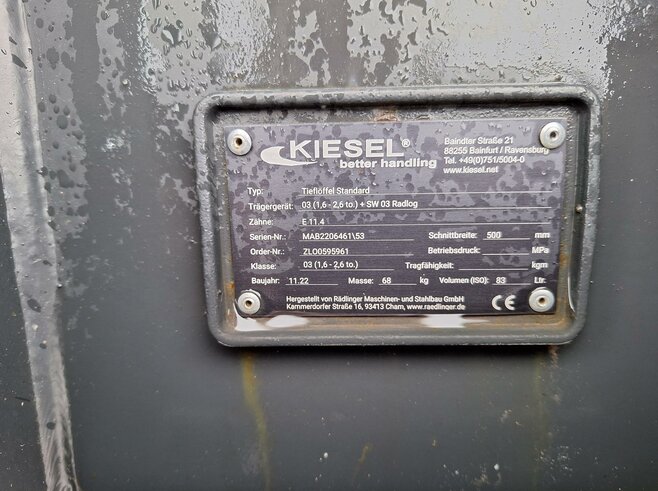 KIESEL®
better handling
Baindter Straße 21
88255 Bainfurt / Ravensburg
Tel. +49(0)751/5004-0
www.kiesel.net
Typ: Tieflöffel Standard
Trägergerät: 03 (1,6 - 2,6 to.) + SW 03 Radlog
Zähne: E 11.4
Serien-Nr.: MAB2206461\53 Schnittbreite: 500 mm
Order-Nr.: ZLO0595961 Betriebsdruck: MPa
Klasse: 03 (1,6 - 2,6 to.) Tragfähigkeit: kgm
Baujahr: 11.22 Masse: 68 kg Volumen (ISO): 83 Ltr.
Hergestellt von Rädlinger Maschinen- und Stahlbau GmbH
Kammerdorfer Straße 16, 93413 Cham, www.raedlinger.com
CE